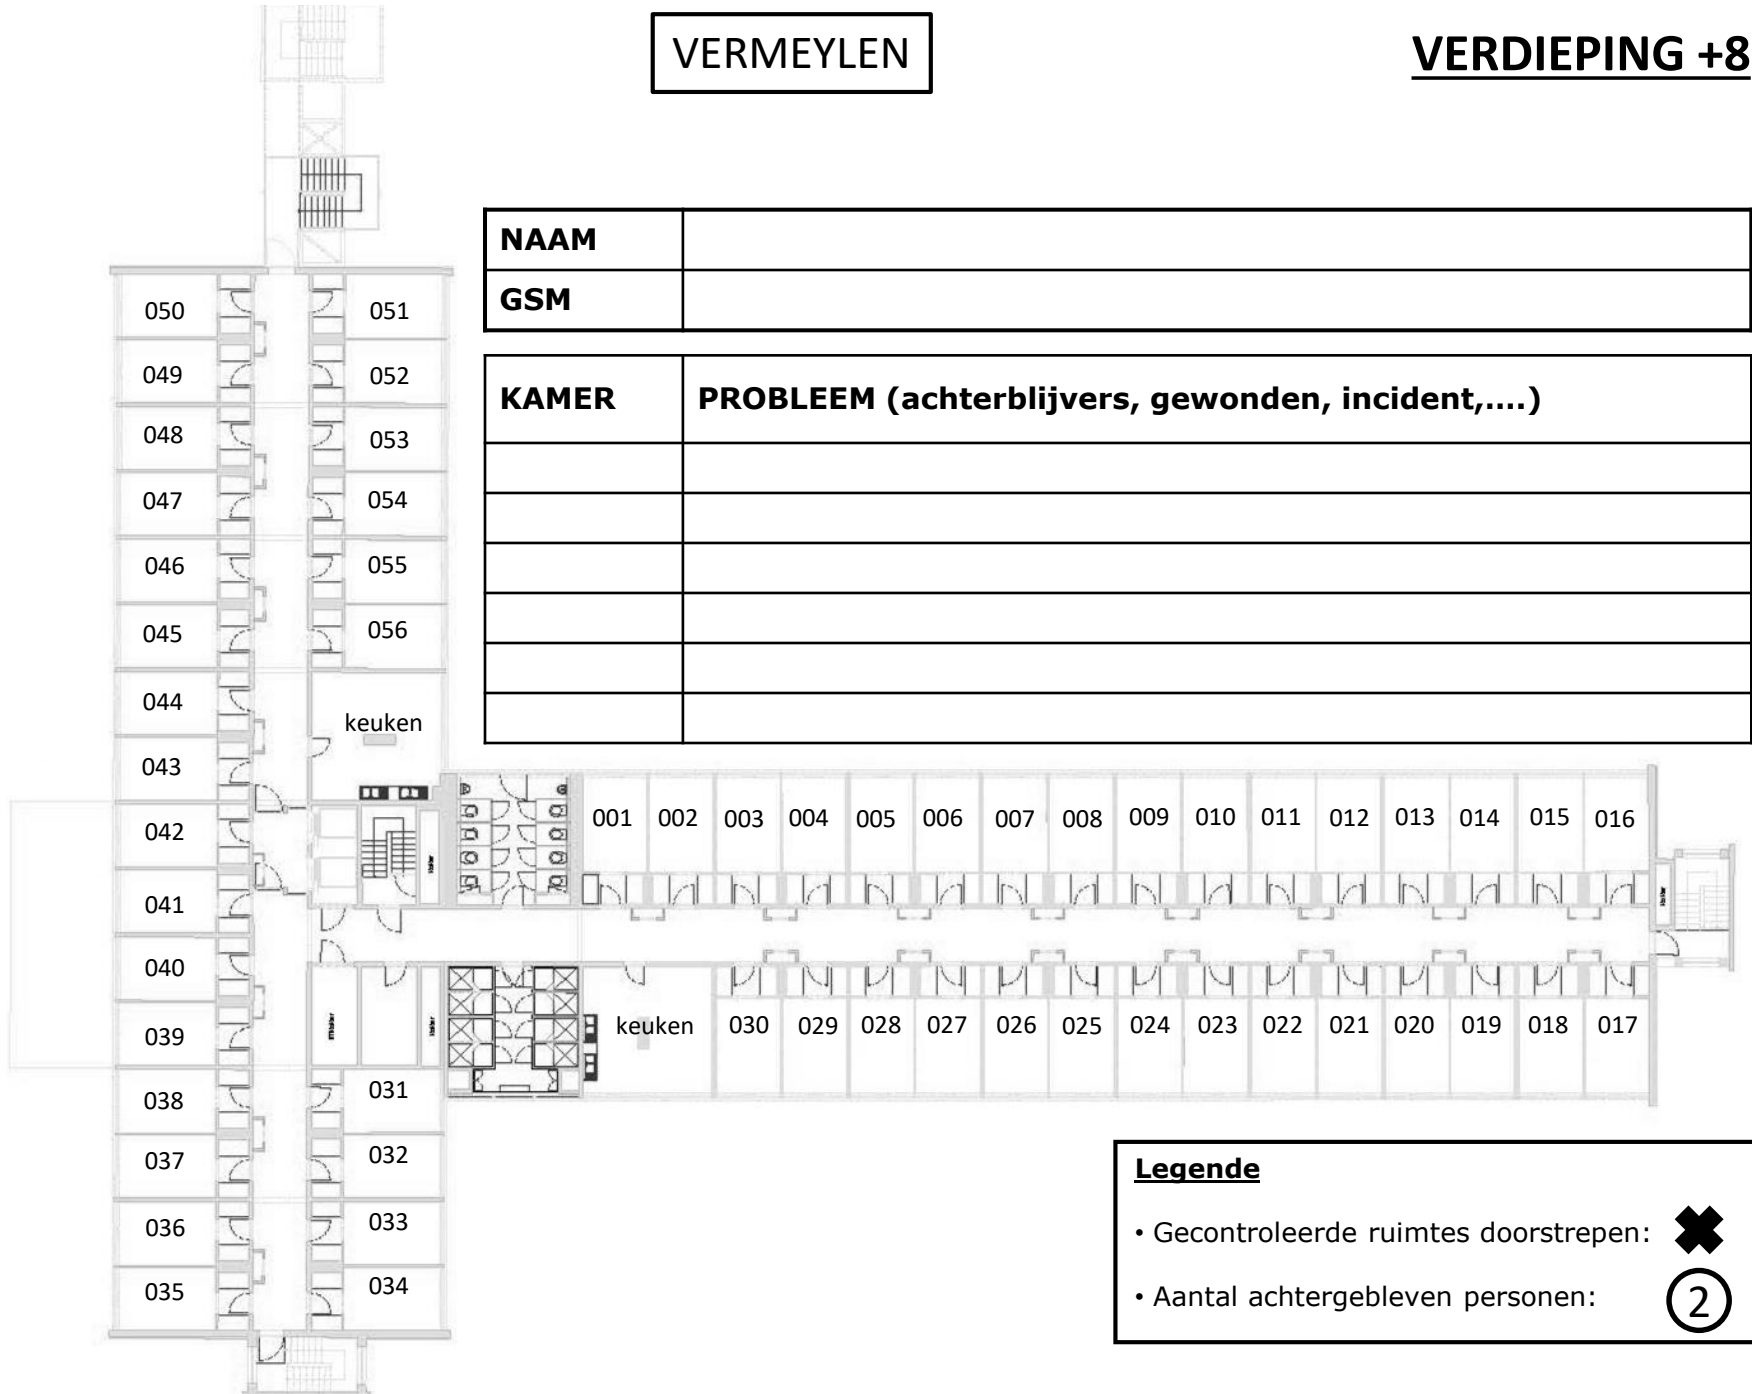 VERMEYLEN
VERDIEPING +8
NAAM
GSM
KAMER PROBLEEM (achterblijvers, gewonden, incident,....)
050 051
049 052
048 053
047 054
046 055
045 056
044
keuken
043
042
041
040
039
038 031
037 032
036 033
035 034
001 002 003 004 005 006 007 008 009 010 011 012 013 014 015 016
keuken 030 029 028 027 026 025 024 023 022 021 020 019 018 017
Legende
• Gecontroleerde ruimtes doorstrepen:
• Aantal achtergebleven personen: 2